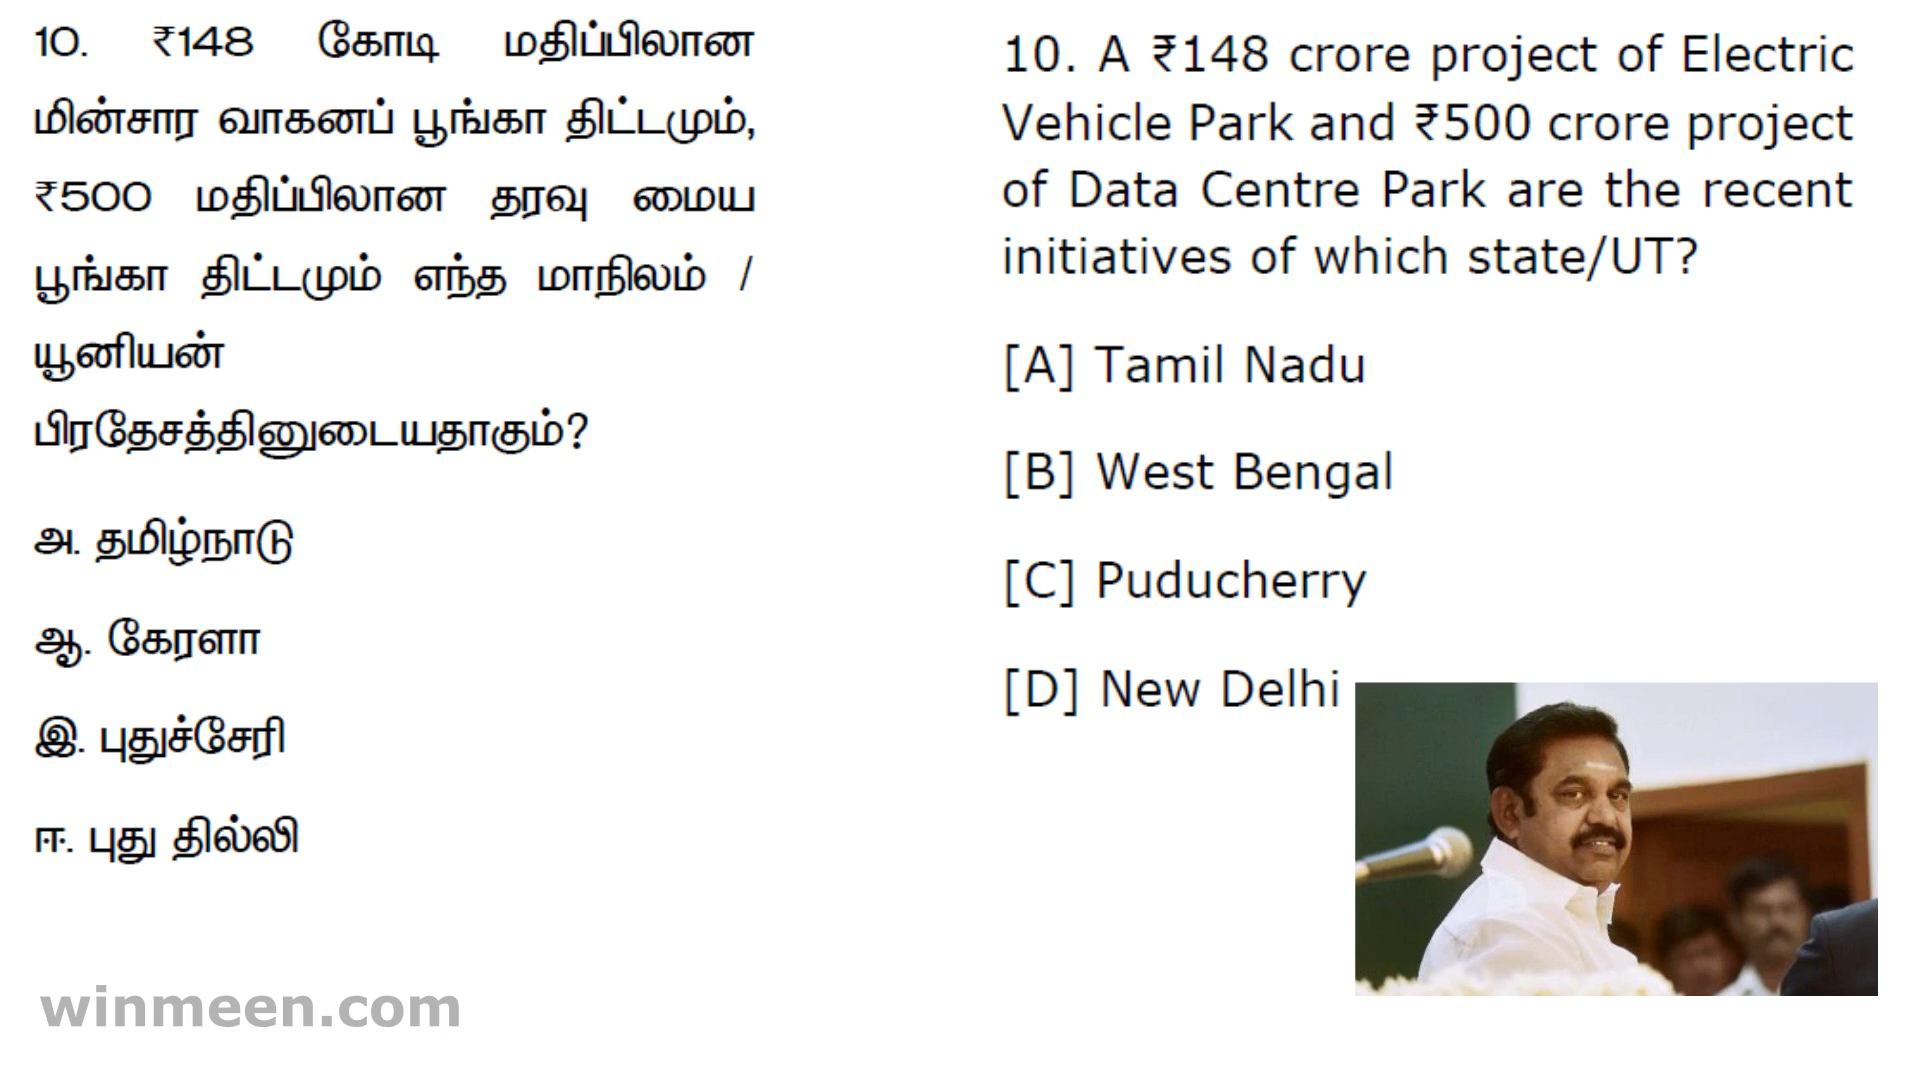 10. ₹148 கோடி மதிப்பிலான
மின்சார வாகனப் பூங்கா திட்டமும்,
₹500 மதிப்பிலான தரவு மைய
பூங்கா திட்டமும் எந்த மாநிலம் /
யூனியன்
பிரதேசத்தினுடையதாகும்?
அ. தமிழ்நாடு
ஆ. கேரளா
இ. புதுச்சேரி
ஈ. புது தில்லி
winmeen.com
10. A ₹148 crore project of Electric
Vehicle Park and ₹500 crore project
of Data Centre Park are the recent
initiatives of which state/UT?
[A] Tamil Nadu
[B] West Bengal
[C] Puducherry
[D] New Delhi